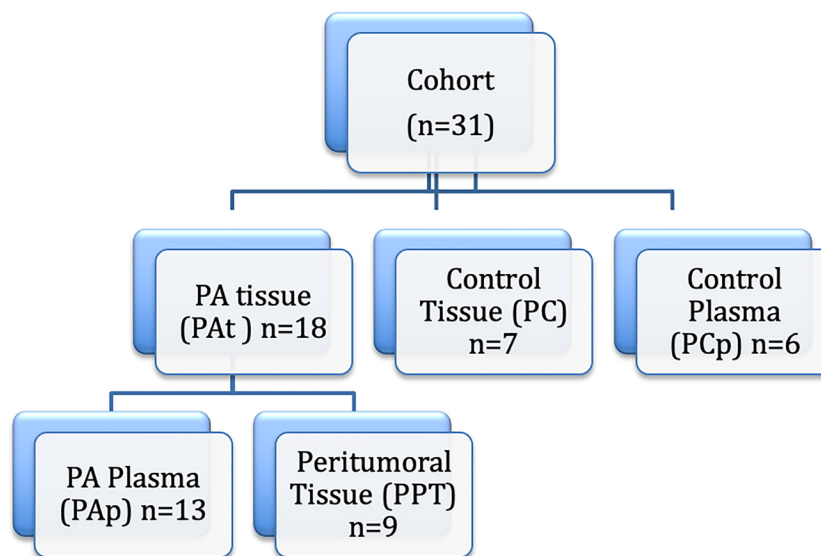 Cohort
(n=31)
PA tissue
(PAt ) n=18
Control
Tissue (PC)
n=7
Control
Plasma
(PCp) n=6
PA Plasma
(PAp) n=13
Peritumoral
Tissue (PPT)
n=9